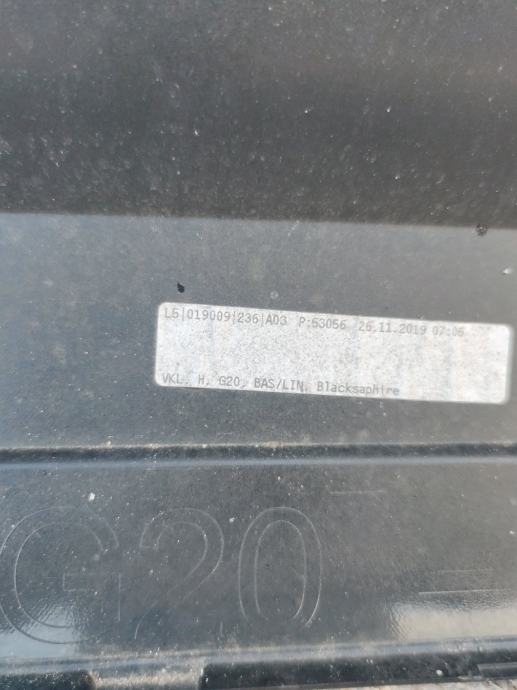 L5|019009|236|A03 P:53056 26.11.2019 07:06
VKL. H. G20, BAS/LIN. Blacksaphire
G20